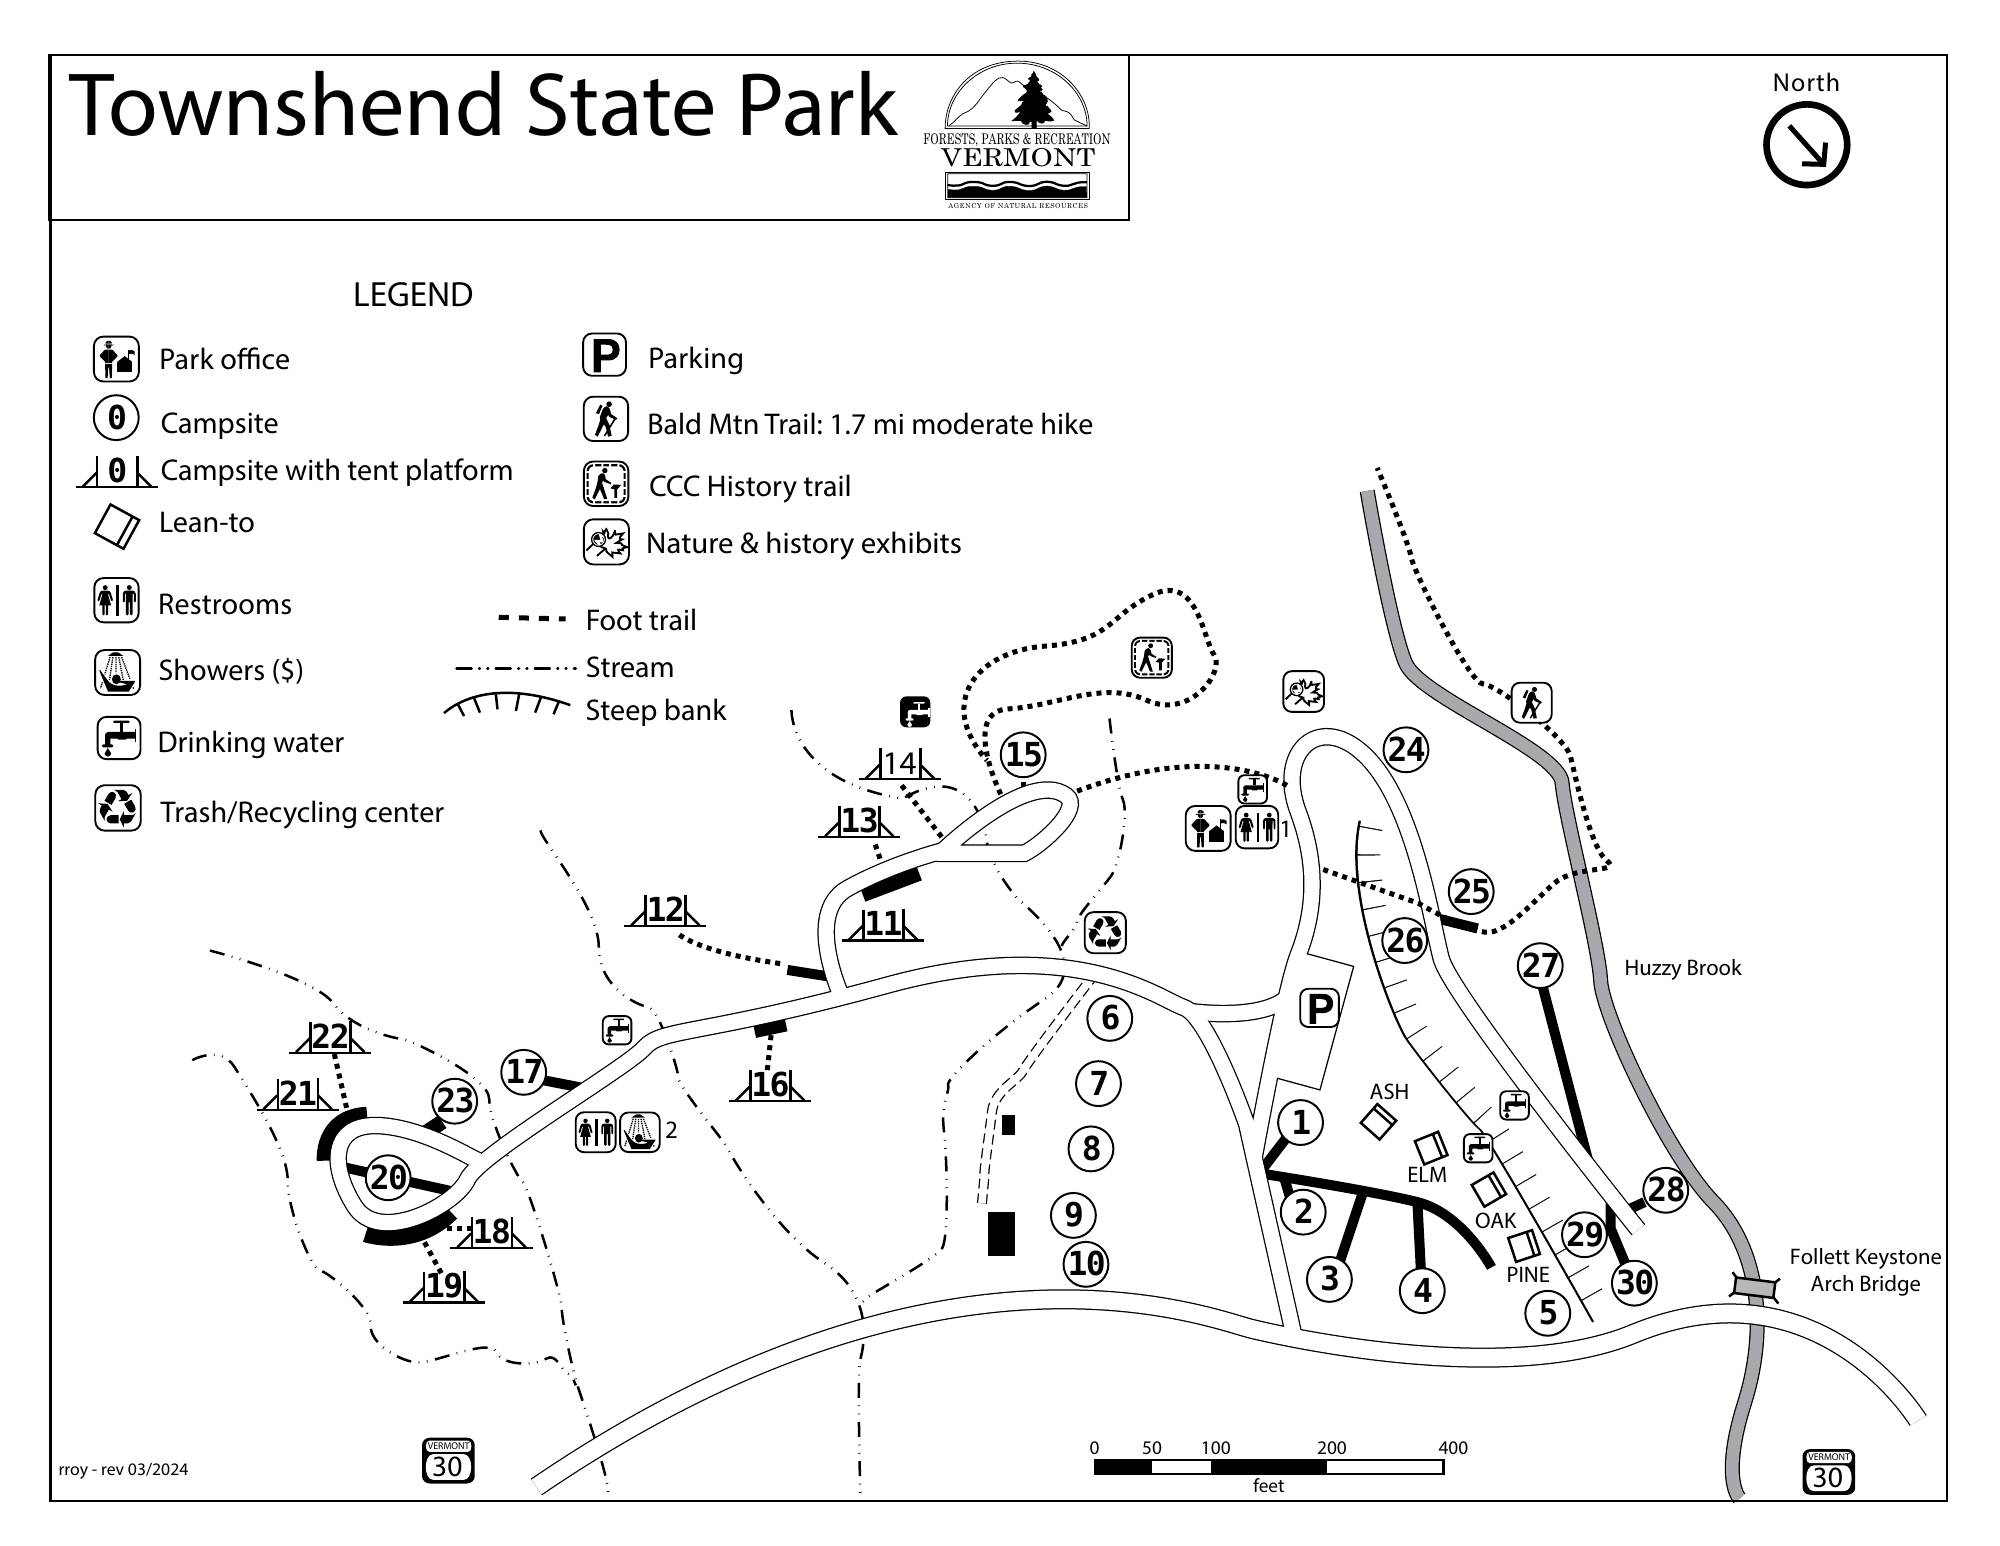 Townshend State Park
FORESTS, PARKS & RECREATION
VERMONT
AGENCY OF NATURAL RESOURCES
North
LEGEND
Park office
0 Campsite
0 Campsite with tent platform
Lean-to
Restrooms
Showers ($)
Drinking water
Trash/Recycling center
P Parking
Bald Mtn Trail: 1.7 mi moderate hike
CCC History trail
Nature & history exhibits
Foot trail
Stream
Steep bank
14
15
24
13
1
12
11
25
26
27
Huzzy Brook
6
P
22
17
16
7
21
23
ASH
1
2
8
ELM
20
28
9
2
OAK
18
29
10
PINE
19
3
4
30
5
Follett Keystone
Arch Bridge
0 50 100 200 400
feet
VERMONT
30
VERMONT
30
rroy - rev 03/2024